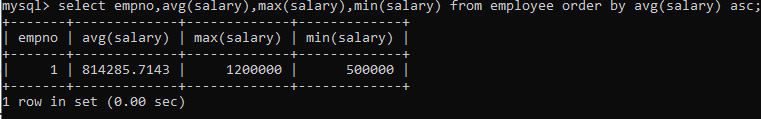 mysql> select empno,avg(salary),max(salary),min(salary) from employee order by avg(salary) asc;
+-------+-------------+-------------+-------------+
| empno | avg(salary) | max(salary) | min(salary) |
+-------+-------------+-------------+-------------+
|     1 | 814285.7143 |     1200000 |      500000 |
+-------+-------------+-------------+-------------+
1 row in set (0.00 sec)